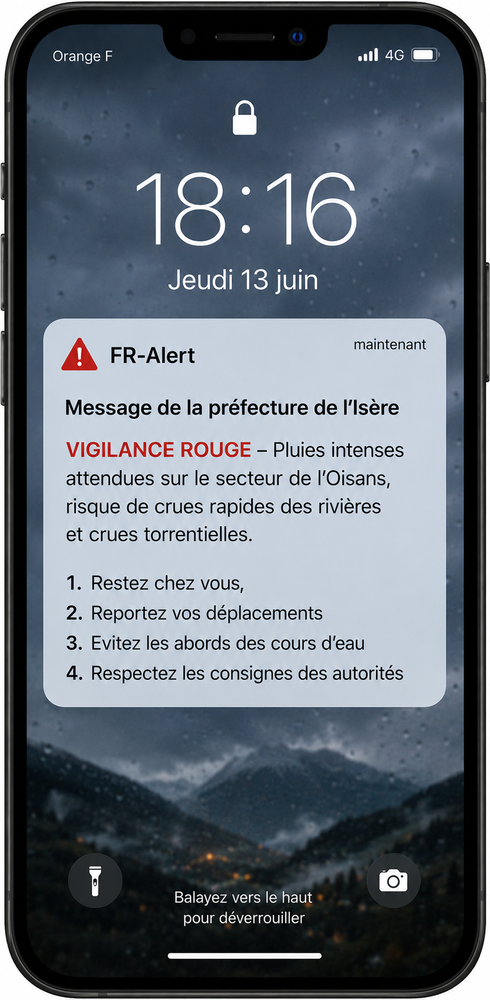 Orange F
4G
18:16
Jeudi 13 juin
FR-Alert
maintenant
Message de la préfecture de l’Isère
VIGILANCE ROUGE – Pluies intenses
attendues sur le secteur de l’Oisans,
risque de crues rapides des rivières
et crues torrentielles.
1. Restez chez vous,
2. Reportez vos déplacements
3. Evitez les abords des cours d’eau
4. Respectez les consignes des autorités
Balayez vers le haut
pour déverrouiller